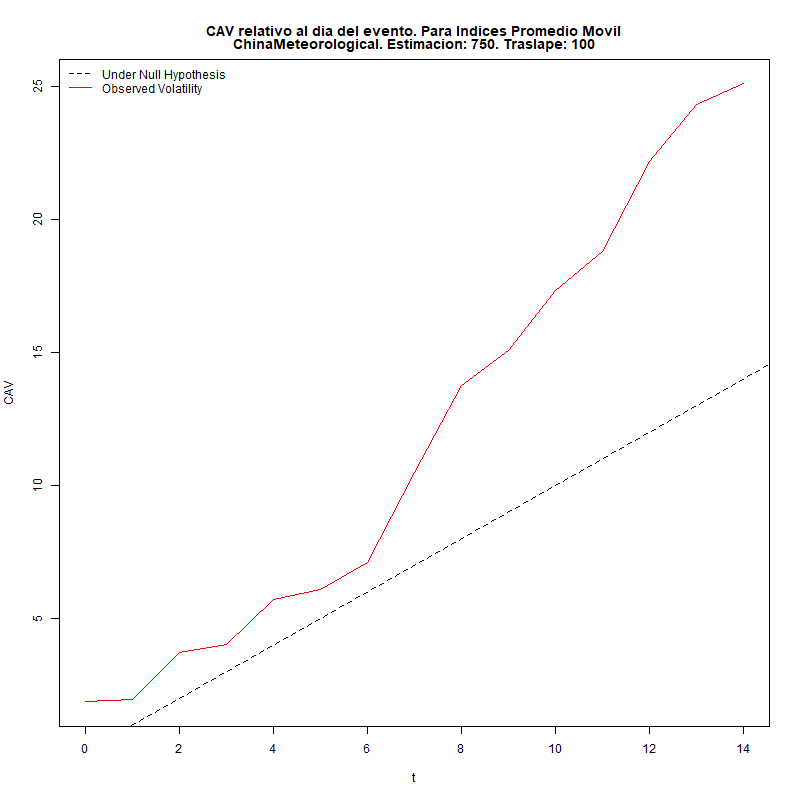 CAV relativo al dia del evento. Para Indices Promedio Movil
ChinaMeteorological. Estimacion: 750. Traslape: 100
Under Null Hypothesis
Observed Volatility
25
20
15
10
5
CAV
0 2 4 6 8 10 12 14
t